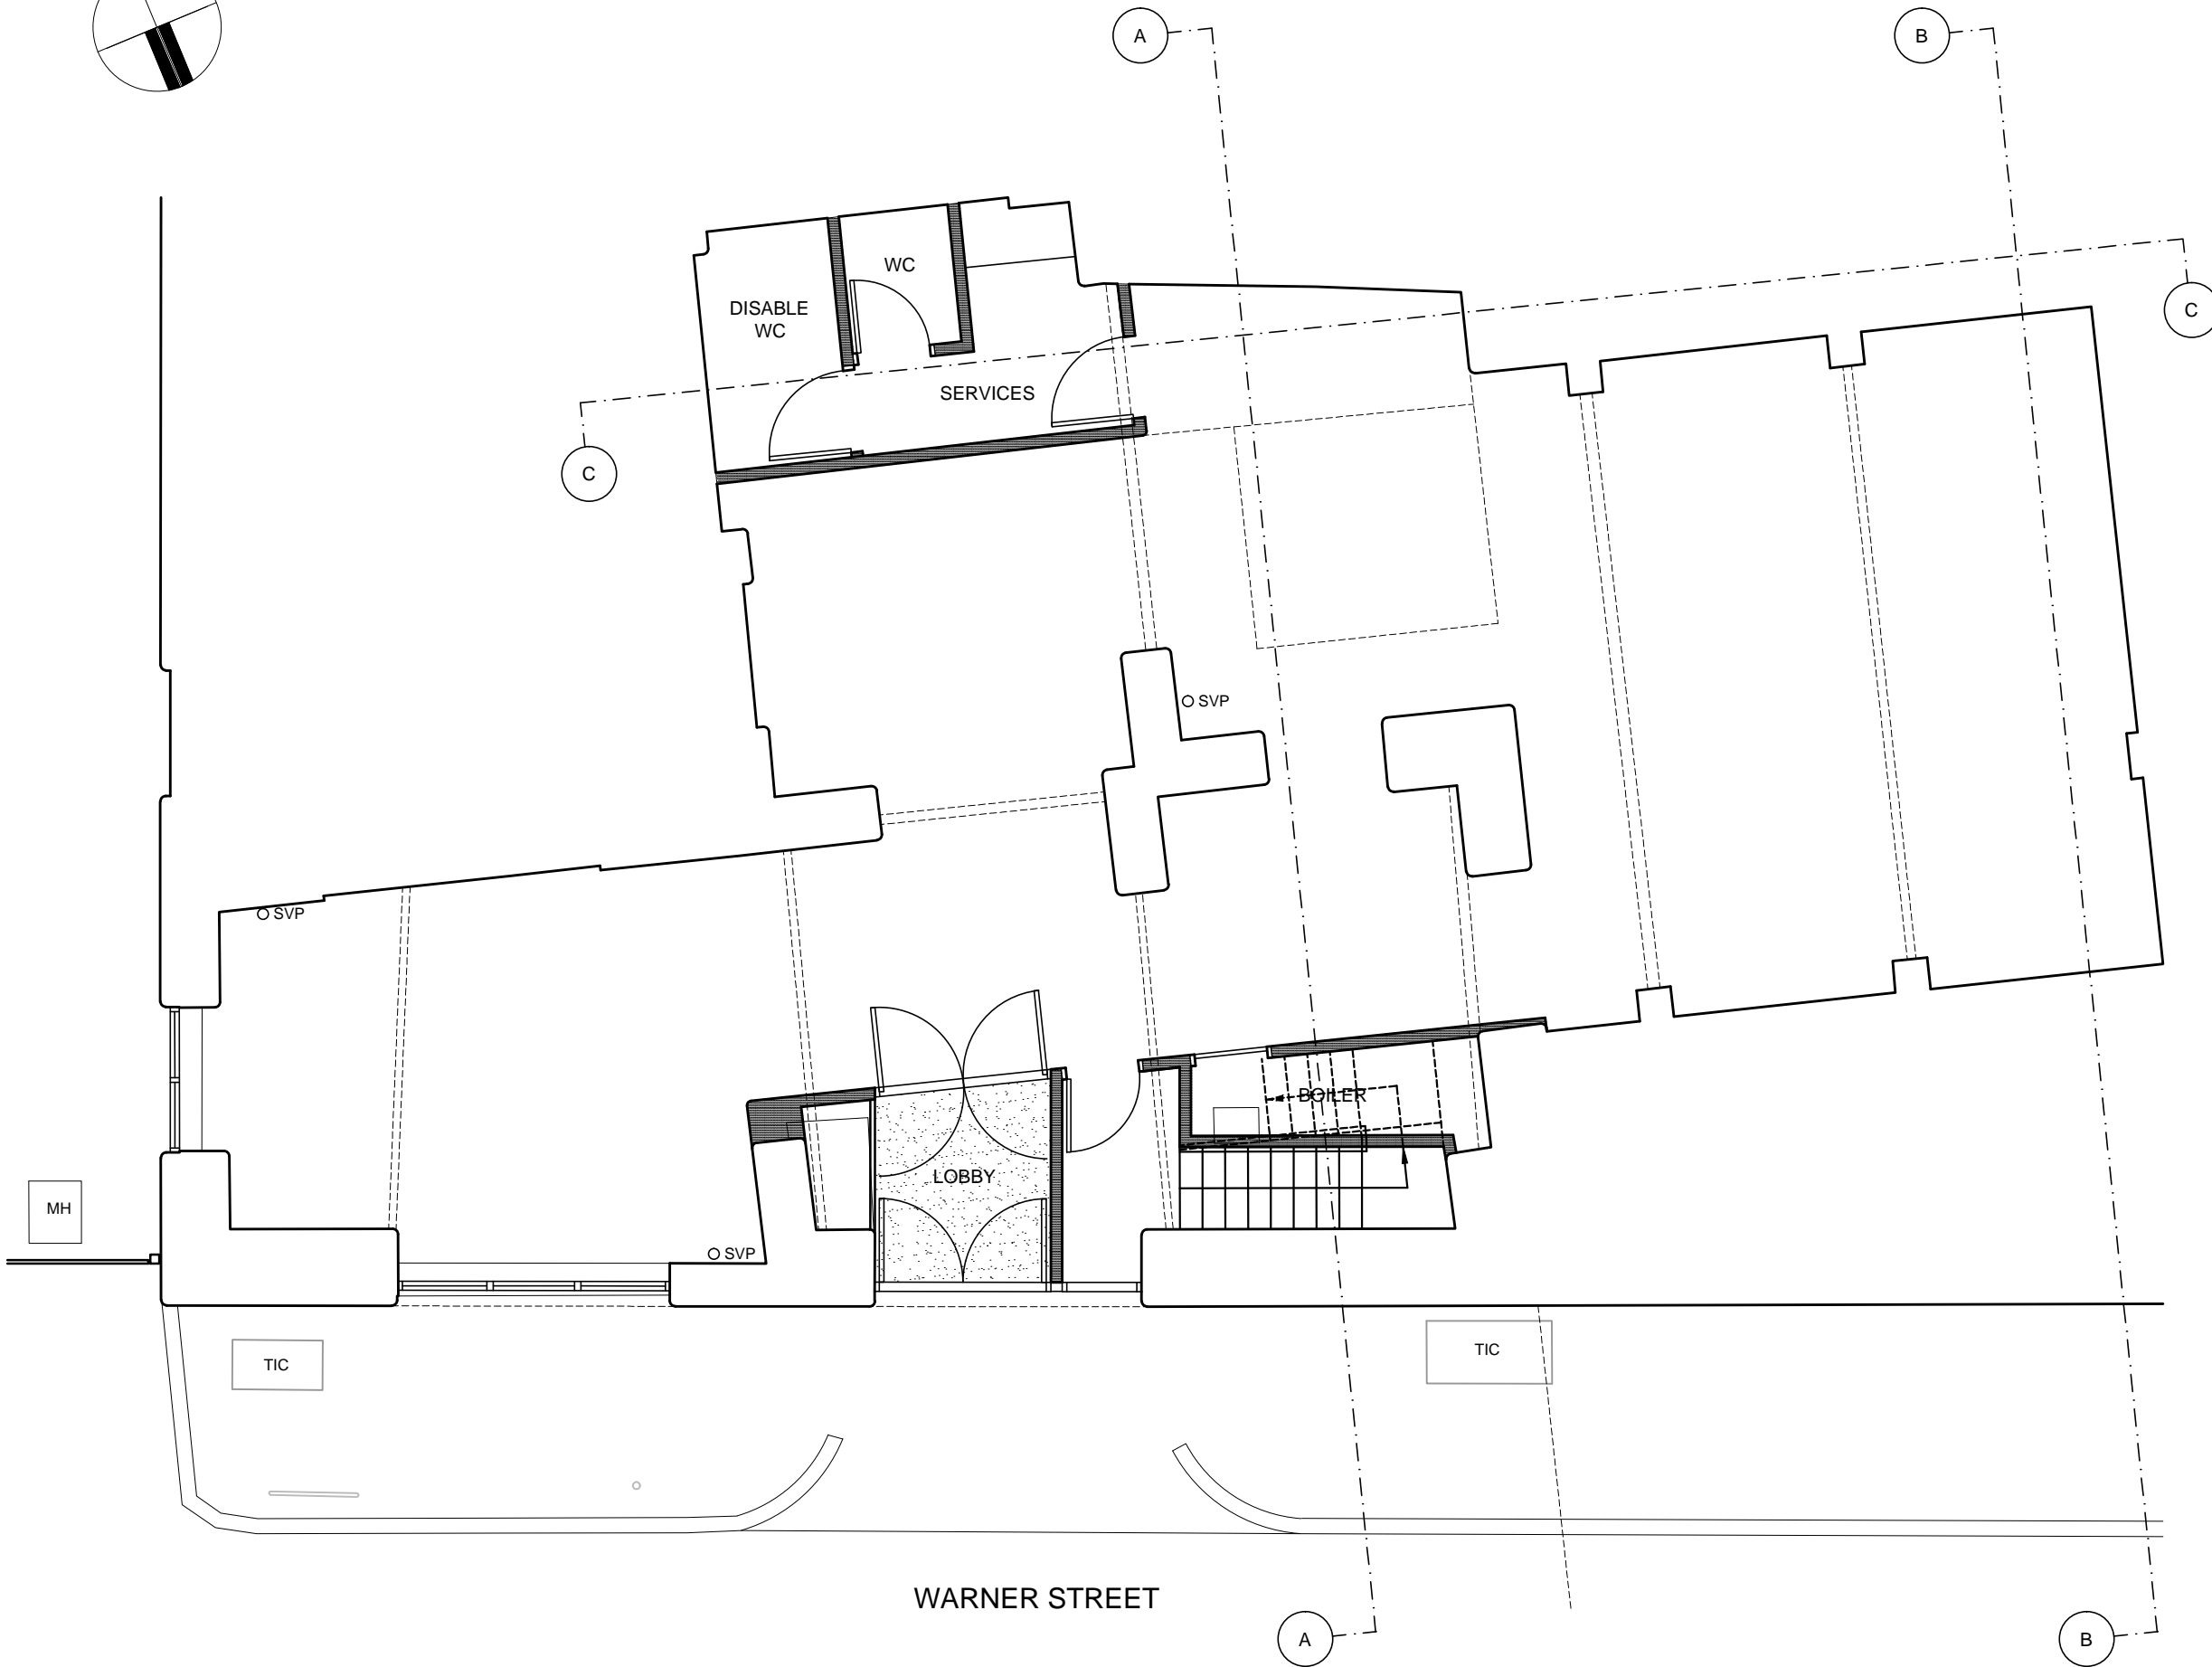 A
B
WC
DISABLE
WC
C
SERVICES
C
SVP
SVP
BOILER
LOBBY
MH
SVP
TIC
TIC
WARNER STREET
A
B